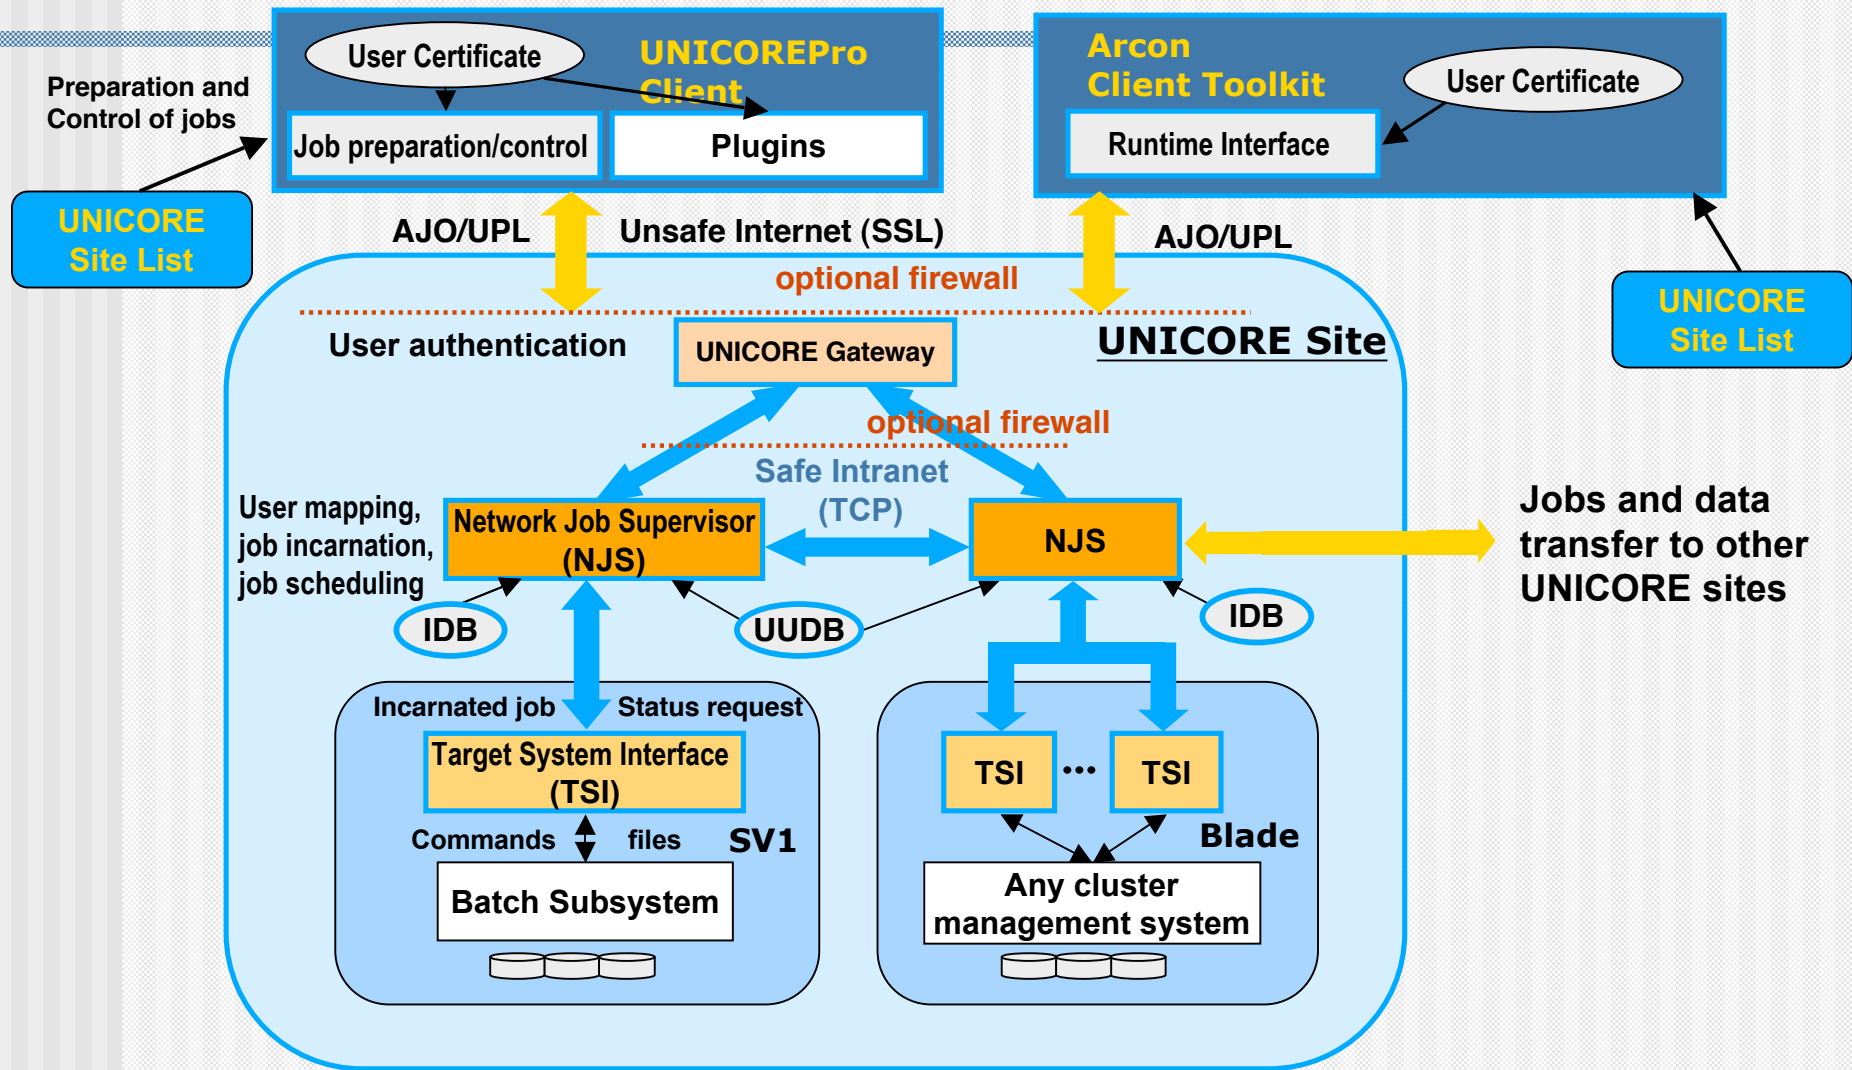 User Certificate
UNICOREPro
Client
Preparation and
Control of jobs
Job preparation/control
Plugins
Arcon
Client Toolkit
User Certificate
Runtime Interface
UNICORE
Site List
AJO/UPL
Unsafe Internet (SSL)
AJO/UPL
optional firewall
UNICORE
Site List
User authentication
UNICORE Gateway
UNICORE Site
optional firewall
Safe Intranet
(TCP)
User mapping,
job incarnation,
job scheduling
Network Job Supervisor
(NJS)
NJS
Jobs and data
transfer to other
UNICORE sites
IDB
UUDB
IDB
Incarnated job
Status request
Target System Interface
(TSI)
TSI
...
TSI
Commands
files
SV1
Blade
Batch Subsystem
Any cluster
management system